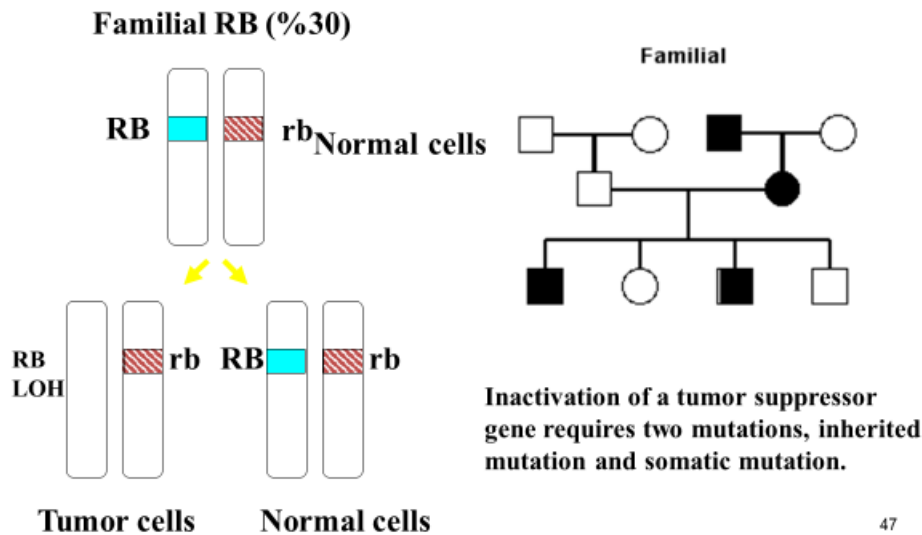 Familial RB (%30)
Familial
RB
rb
Normal cells
RB
LOH
rb
RB
rb
Tumor cells
Normal cells
Inactivation of a tumor suppressor
gene requires two mutations, inherited
mutation and somatic mutation.
47